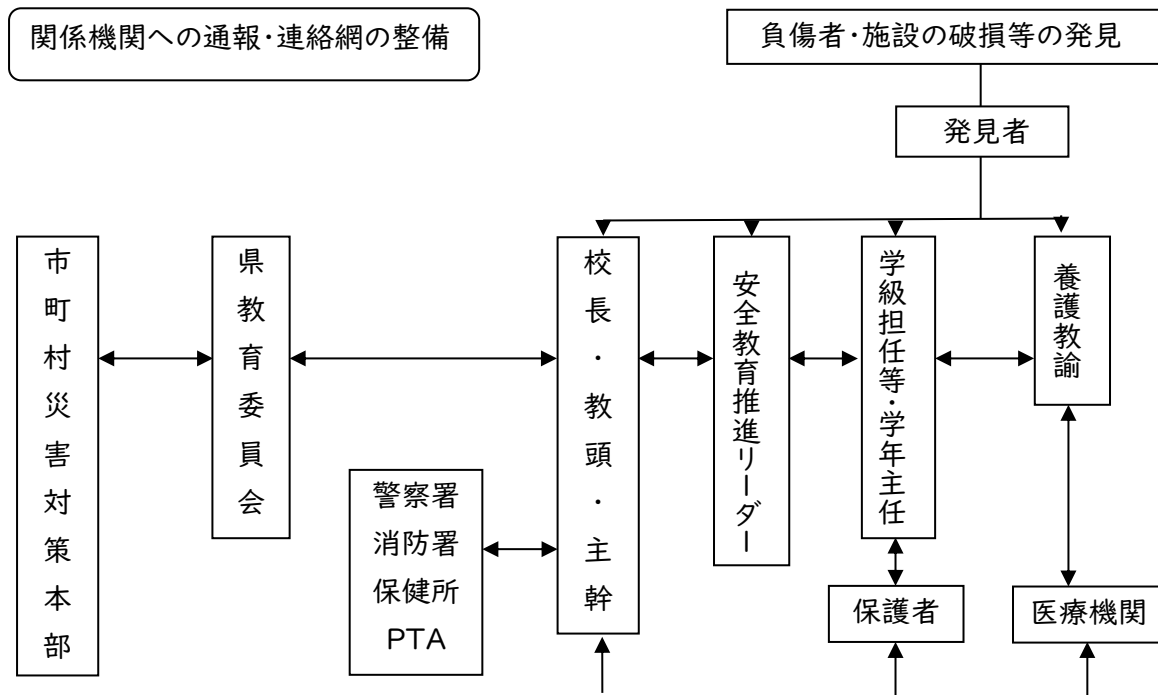 関係機関への通報・連絡網の整備
負傷者・施設の破損等の発見
発見者
市町村災害対策本部
県教育委員会
校長・教頭・主幹
安全教育推進リーダー
学級担任等・学年主任
養護教諭
警察署
消防署
保健所
PTA
保護者
医療機関